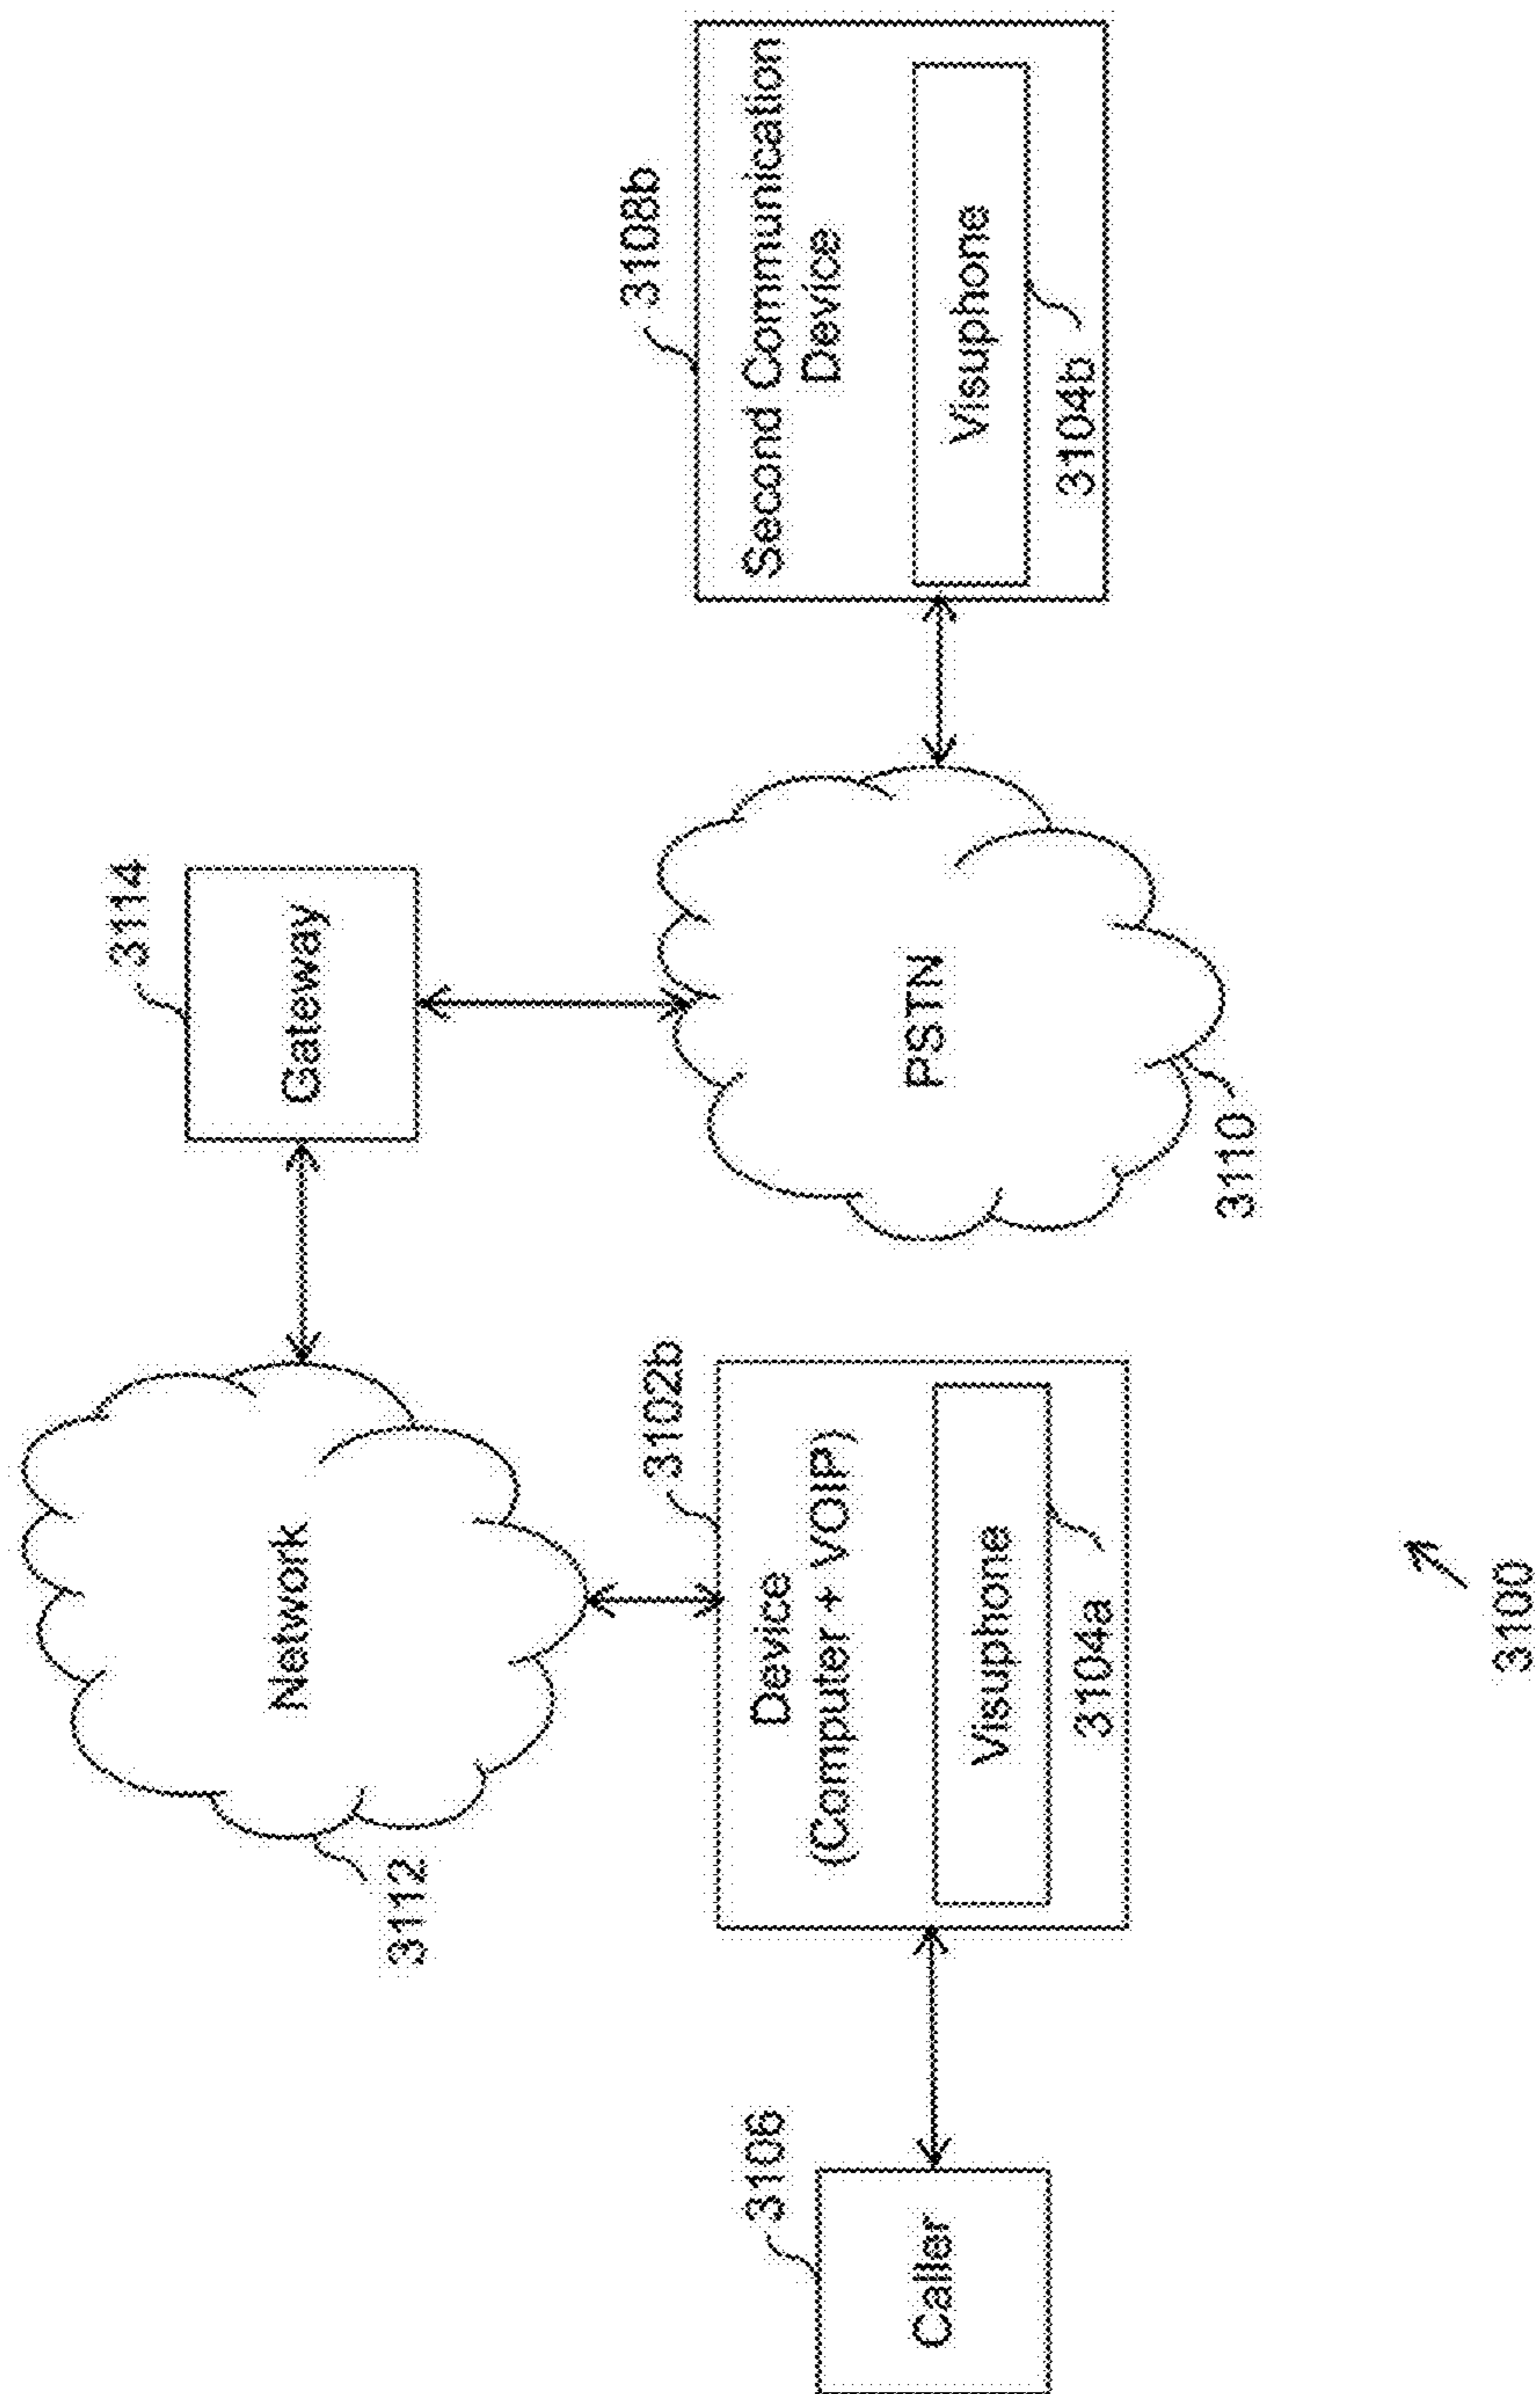 3112
Network
3114
Gateway
3106
Caller
3102b
Device
(Computer + VOIP)
Visuphone
3104a
PSTN
3110
3108b
Second Communication
Device
Visuphone
3104b
3100